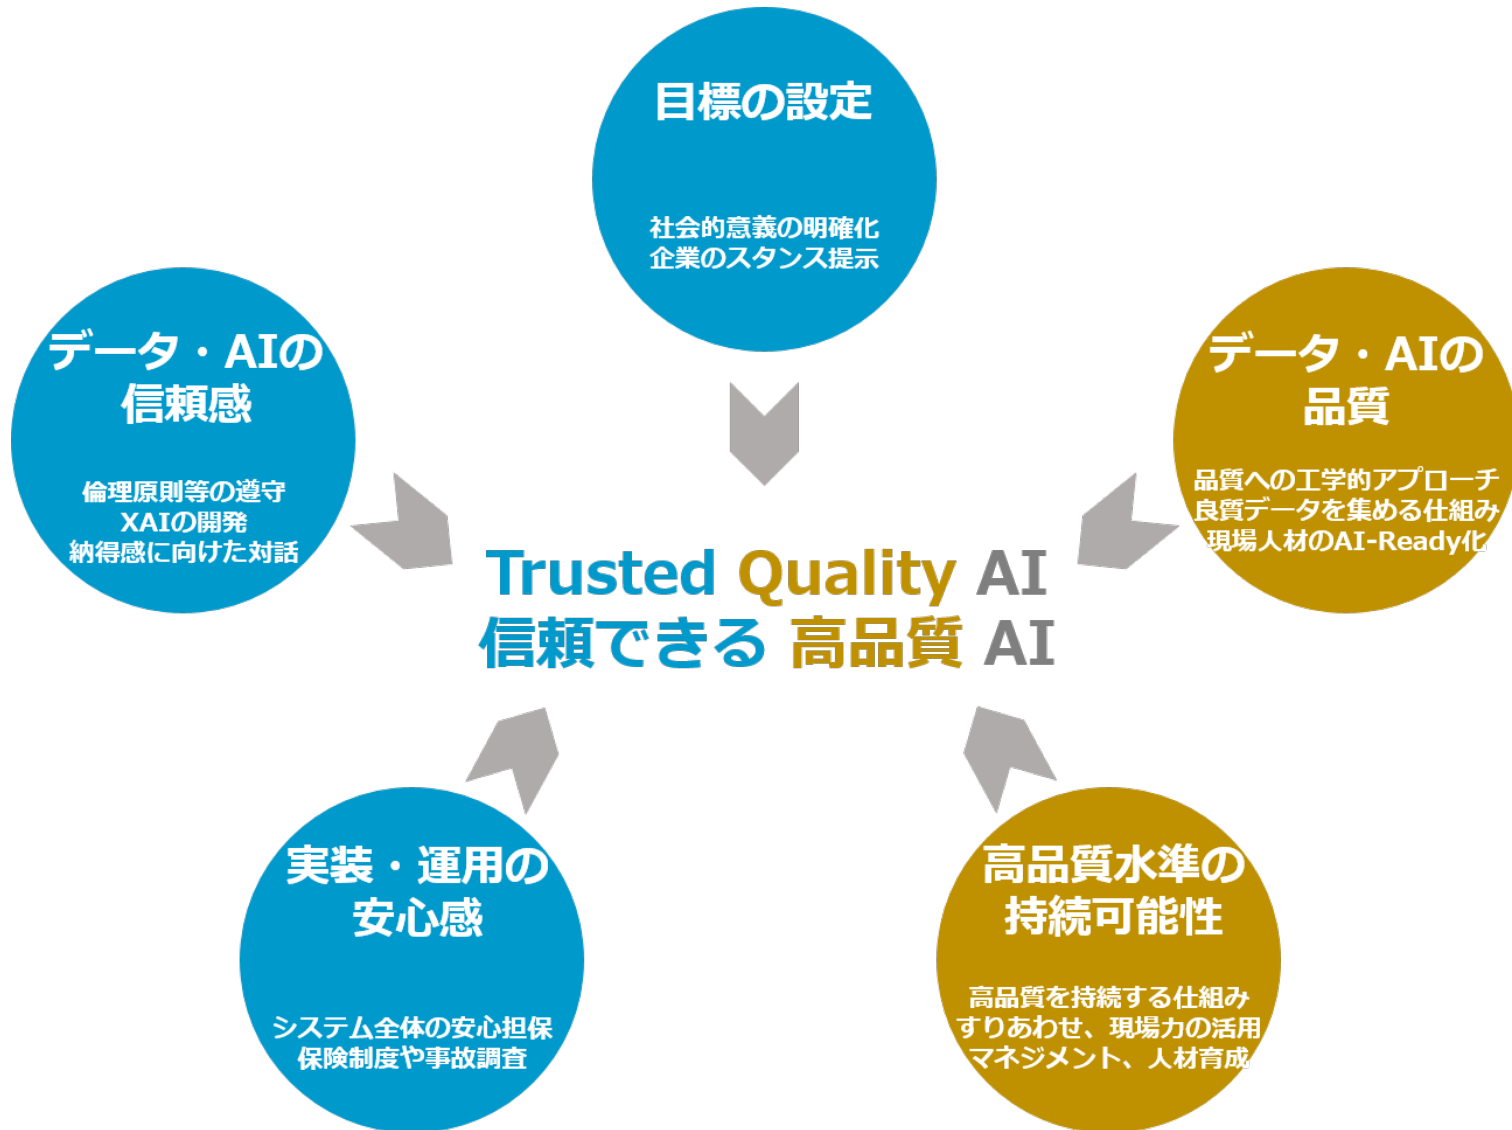 目標の設定
社会的意義の明確化
企業のスタンス提示
データ・AIの
信頼感
倫理原則等の遵守
XAIの開発
納得感に向けた対話
データ・AIの
品質
品質への工学的アプローチ
良質データを集める仕組み
現場人材のAI-Ready化
Trusted Quality AI
信頼できる 高品質 AI
実装・運用の
安心感
システム全体の安心担保
保険制度や事故調査
高品質水準の
持続可能性
高品質を持続する仕組み
すりあわせ、現場力の活用
マネジメント、人材育成